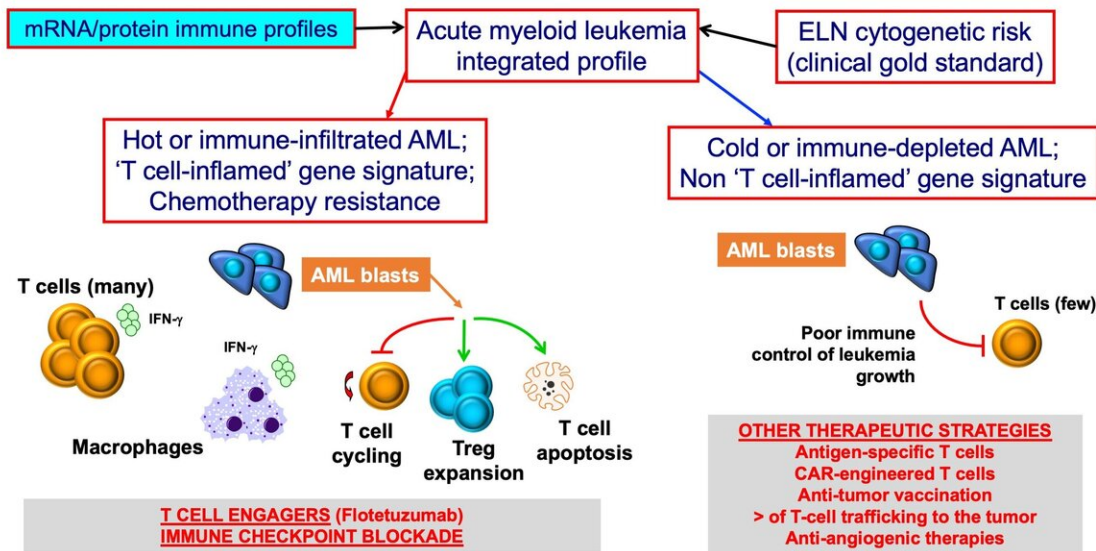 mRNA/protein immune profiles
Acute myeloid leukemia
integrated profile
ELN cytogenetic risk
(clinical gold standard)
Hot or immune-infiltrated AML;
‘T cell-inflamed’ gene signature;
Chemotherapy resistance
Cold or immune-depleted AML;
Non ‘T cell-inflamed’ gene signature
AML blasts
T cells (many)
IFN-γ
IFN-γ
Macrophages
T cell
cycling
Treg
expansion
T cell
apoptosis
T CELL ENGAGERS (Flotetuzumab)
IMMUNE CHECKPOINT BLOCKADE
AML blasts
T cells (few)
Poor immune
control of leukemia
growth
OTHER THERAPEUTIC STRATEGIES
Antigen-specific T cells
CAR-engineered T cells
Anti-tumor vaccination
> of T-cell trafficking to the tumor
Anti-angiogenic therapies